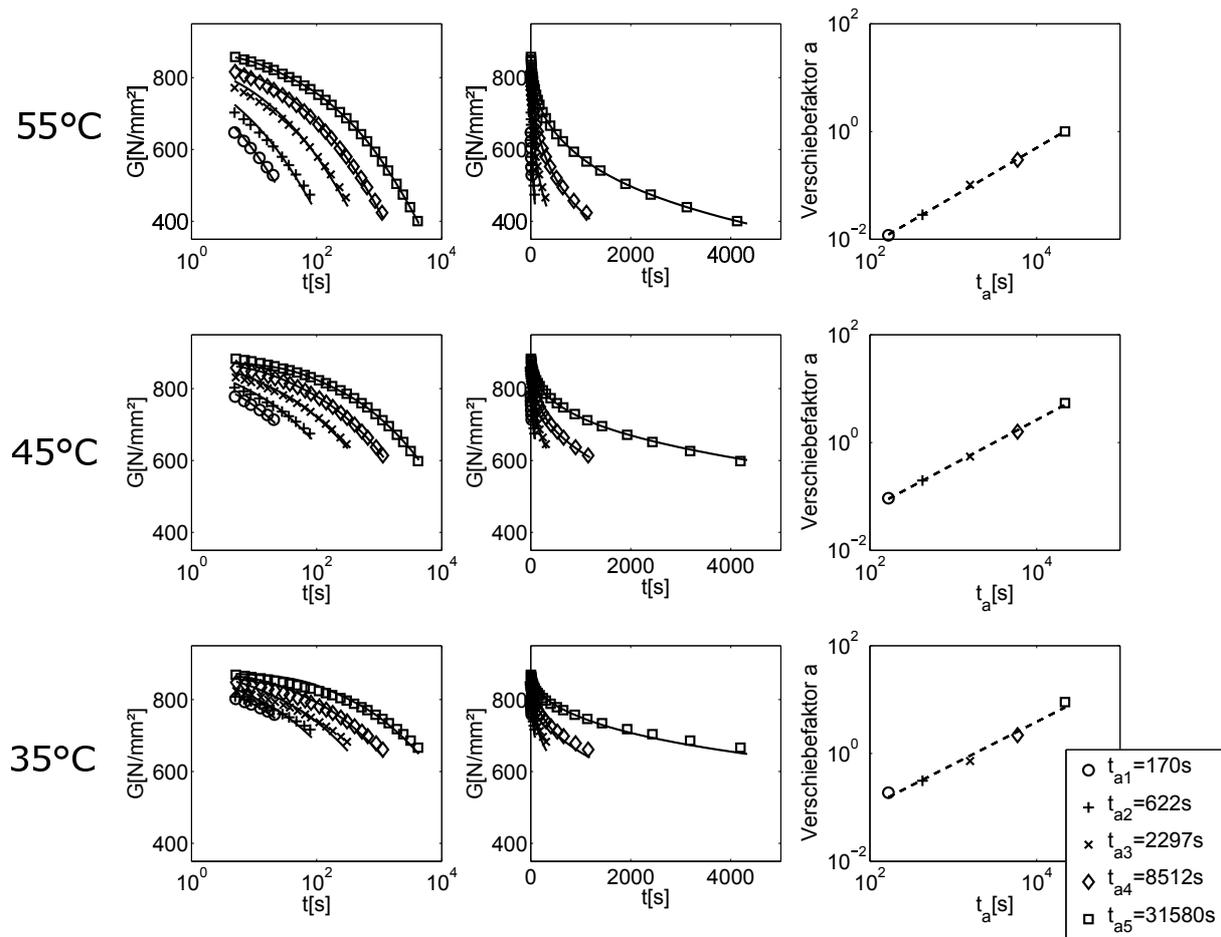 55°C
G[N/mm²]
800
600
400
10^0
10^2
10^4
t[s]
G[N/mm²]
800
600
400
0
2000
4000
t[s]
Verschiebefaktor a
10^2
10^0
10^−2
10^2
10^4
t_a[s]
45°C
G[N/mm²]
800
600
400
10^0
10^2
10^4
t[s]
G[N/mm²]
800
600
400
0
2000
4000
t[s]
Verschiebefaktor a
10^2
10^0
10^−2
10^2
10^4
t_a[s]
35°C
G[N/mm²]
800
600
400
10^0
10^2
10^4
t[s]
G[N/mm²]
800
600
400
0
2000
4000
t[s]
Verschiebefaktor a
10^2
10^0
10^−2
10^2
10^4
t_a[s]
t_a1=170s
t_a2=622s
t_a3=2297s
t_a4=8512s
t_a5=31580s